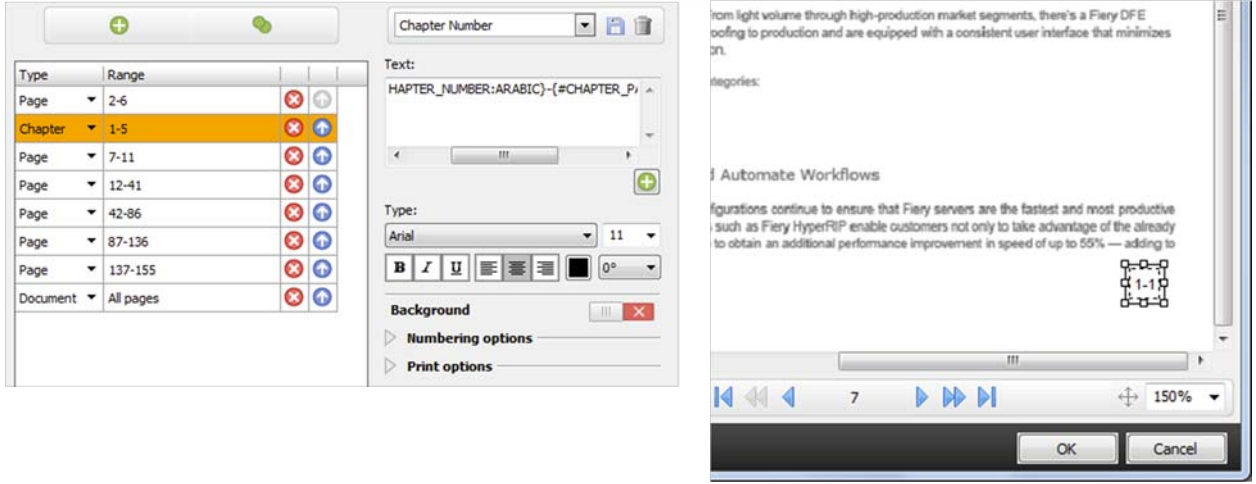 Chapter Number
Text:
HAPTER_NUMBER:ARABIC}-{#CHAPTER_P
Type Range
Page 2-6
Chapter 1-5
Page 7-11
Page 12-41
Page 42-86
Page 87-136
Page 137-155
Document All pages
Type:
Arial 11
B I U 0°
Background
Numbering options
Print options
from light volume through high-production market segments, there's a Fiery DFE
oofing to production and are equipped with a consistent user interface that minimizes
on.
ategories:
d Automate Workflows
figurations continue to ensure that Fiery servers are the fastest and most productive
such as Fiery HyperRIP enable customers not only to take advantage of the already
to obtain an additional performance improvement in speed of up to 55% — adding to
1-1
7 150%
OK Cancel